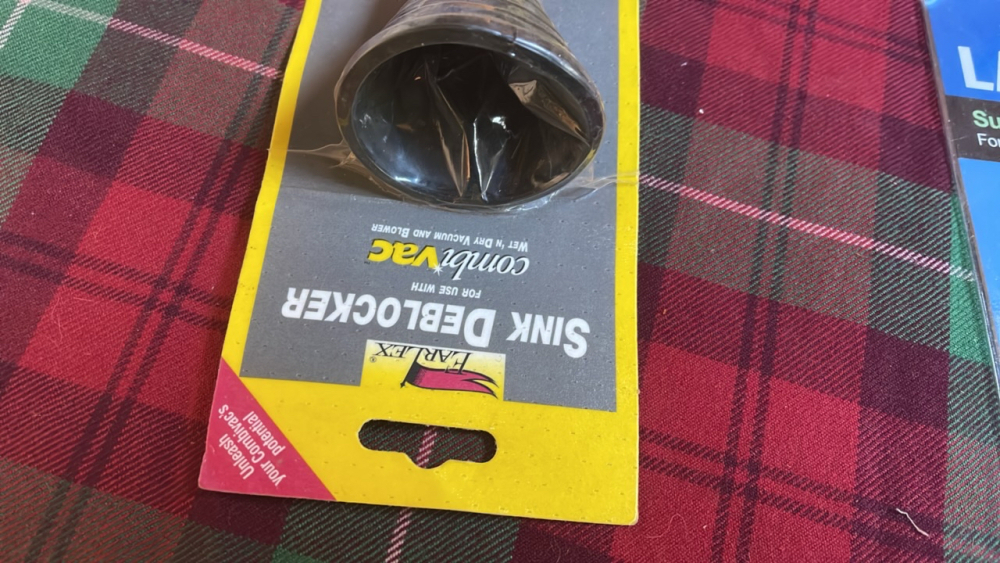 EARLEX®
SINK DEBLOCKER
FOR USE WITH
combivac
WET 'N DRY VACUUM AND BLOWER
Unleash
your Combivac's
potential